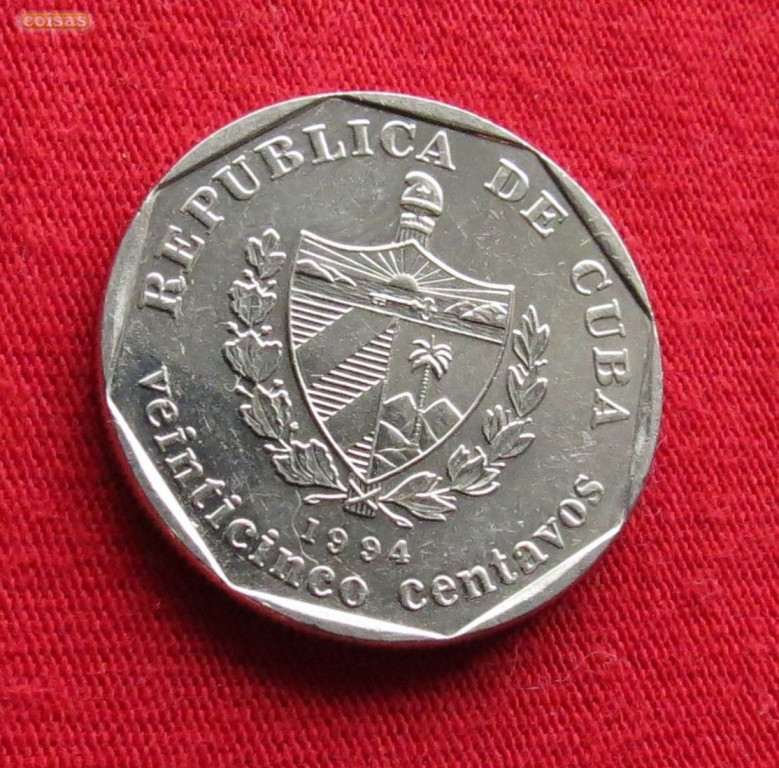 coisas
REPUBLICA DE CUBA
1994
veinticinco centavos